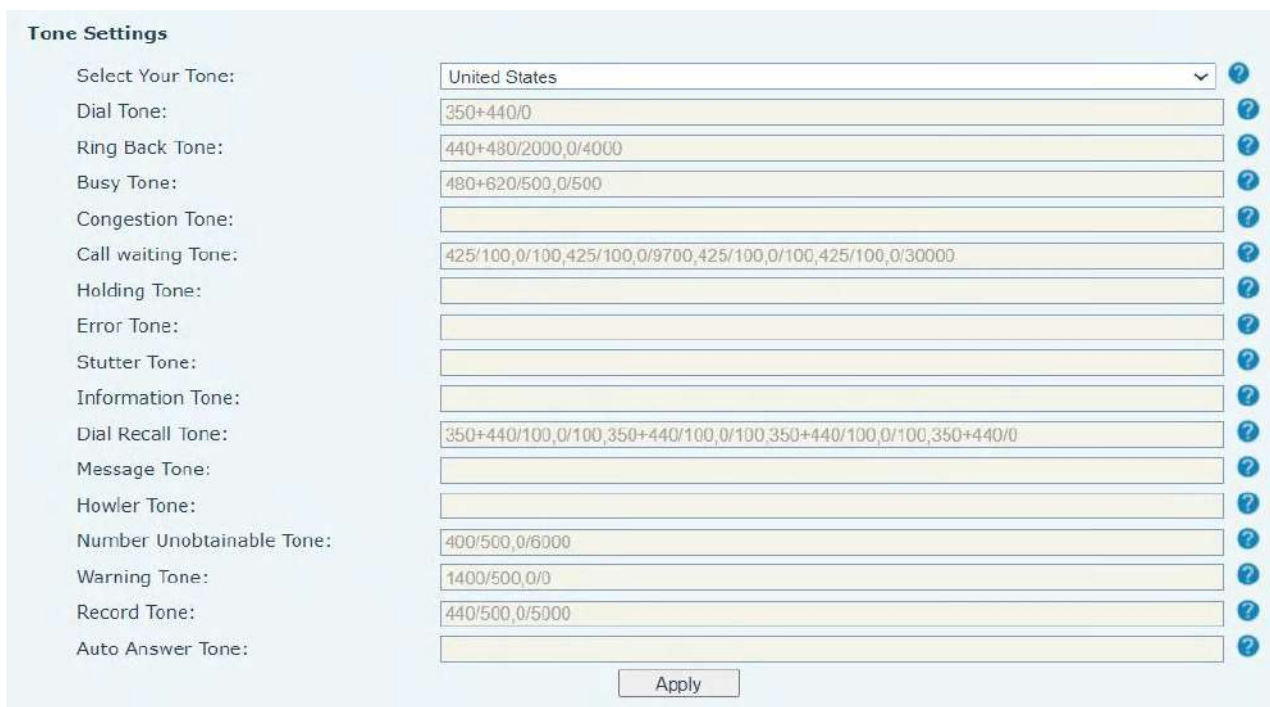 Tone Settings
Select Your Tone: United States
Dial Tone: 350+440/0
Ring Back Tone: 440+480/2000,0/4000
Busy Tone: 480+620/500,0/500
Congestion Tone:
Call waiting Tone: 425/100,0/100,425/100,0/9700,425/100,0/100,425/100,0/30000
Holding Tone:
Error Tone:
Stutter Tone:
Information Tone:
Dial Recall Tone: 350+440/100,0/100,350+440/100,0/100,350+440/100,0/100,350+440/0
Message Tone:
Howler Tone:
Number Unobtainable Tone: 400/500,0/6000
Warning Tone: 1400/500,0/0
Record Tone: 440/500,0/5000
Auto Answer Tone:
Apply